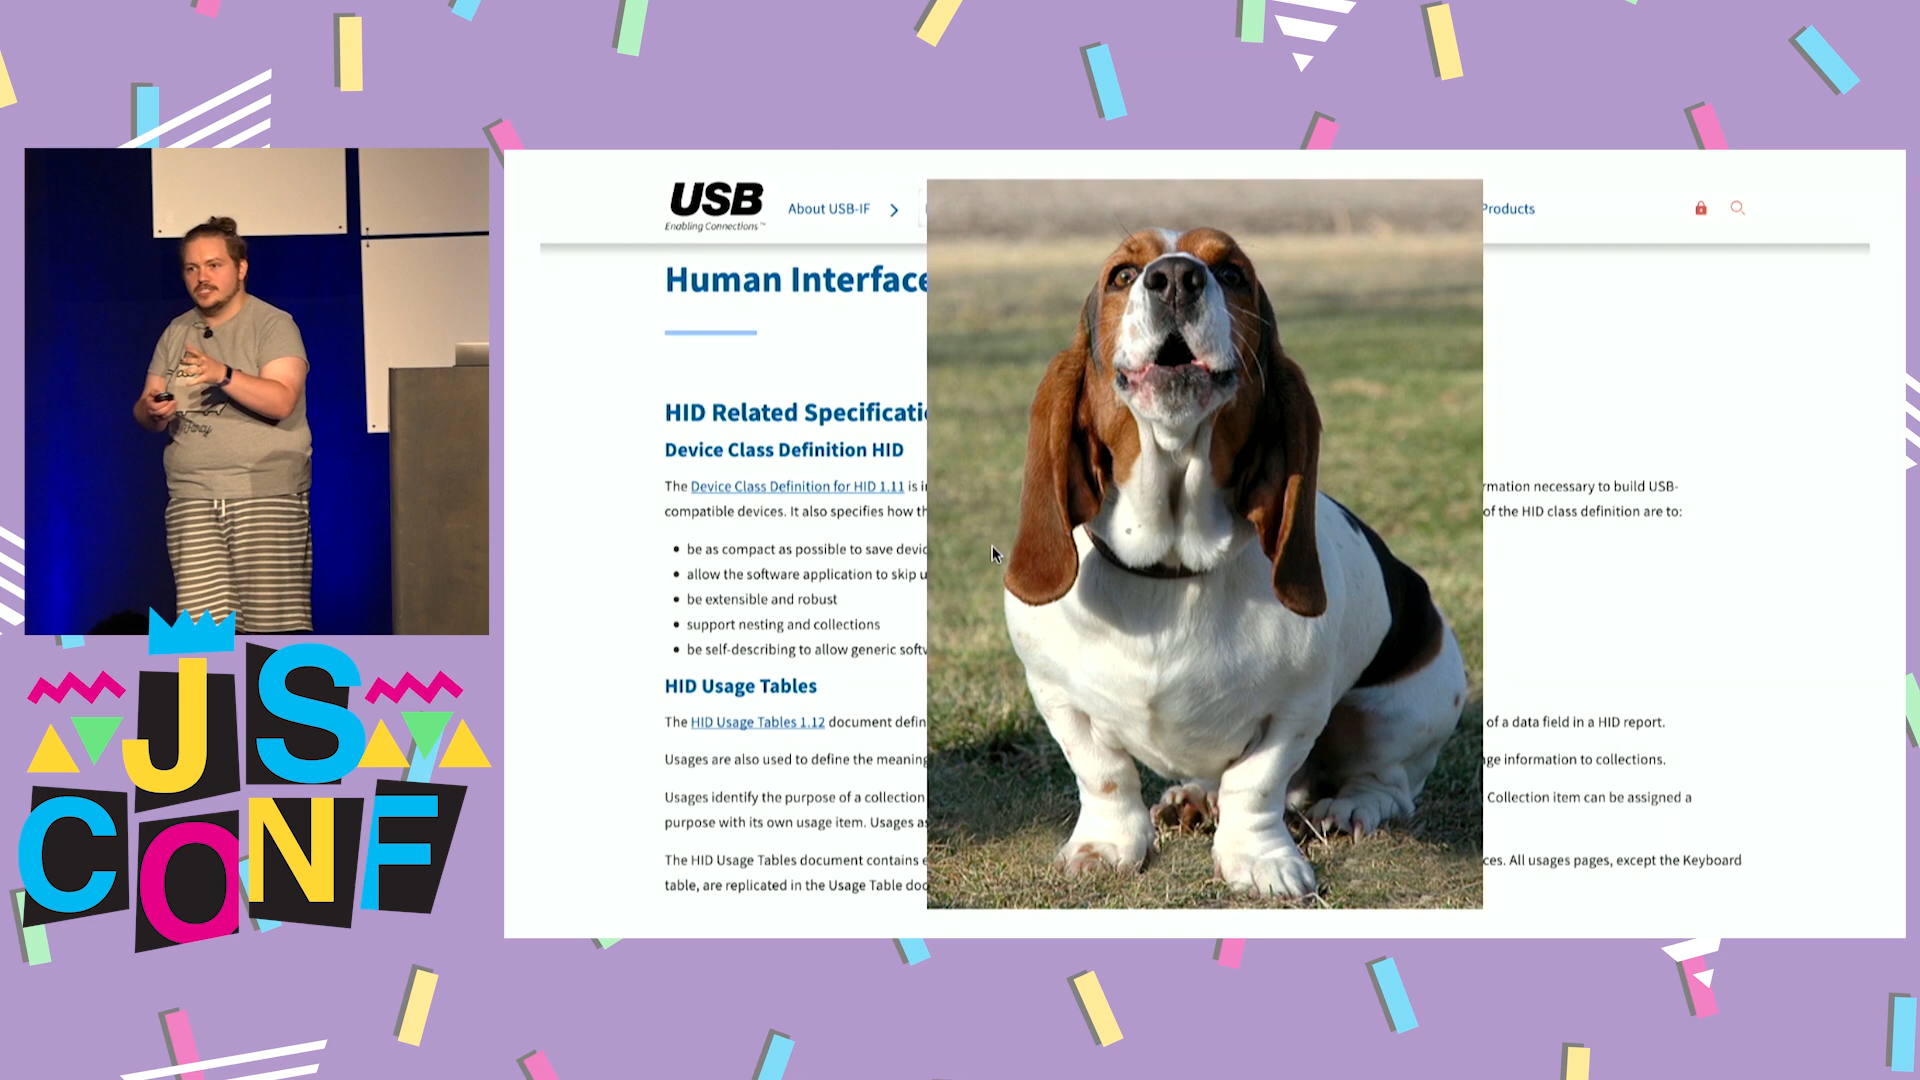 USB
Enabling Connections™
About USB-IF
Products
Human Interface
HID Related Specificati
Device Class Definition HID
The Device Class Definition for HID 1.11 is i
rmation necessary to build USB-
compatible devices. It also specifies how th
of the HID class definition are to:
be as compact as possible to save devic
allow the software application to skip u
be extensible and robust
support nesting and collections
be self-describing to allow generic softw
HID Usage Tables
The HID Usage Tables 1.12 document defin
of a data field in a HID report.
Usages are also used to define the meaning
ge information to collections.
Usages identify the purpose of a collection
Collection item can be assigned a
purpose with its own usage item. Usages as
The HID Usage Tables document contains e
ces. All usages pages, except the Keyboard
table, are replicated in the Usage Table doc
Fancy
JS
CONF